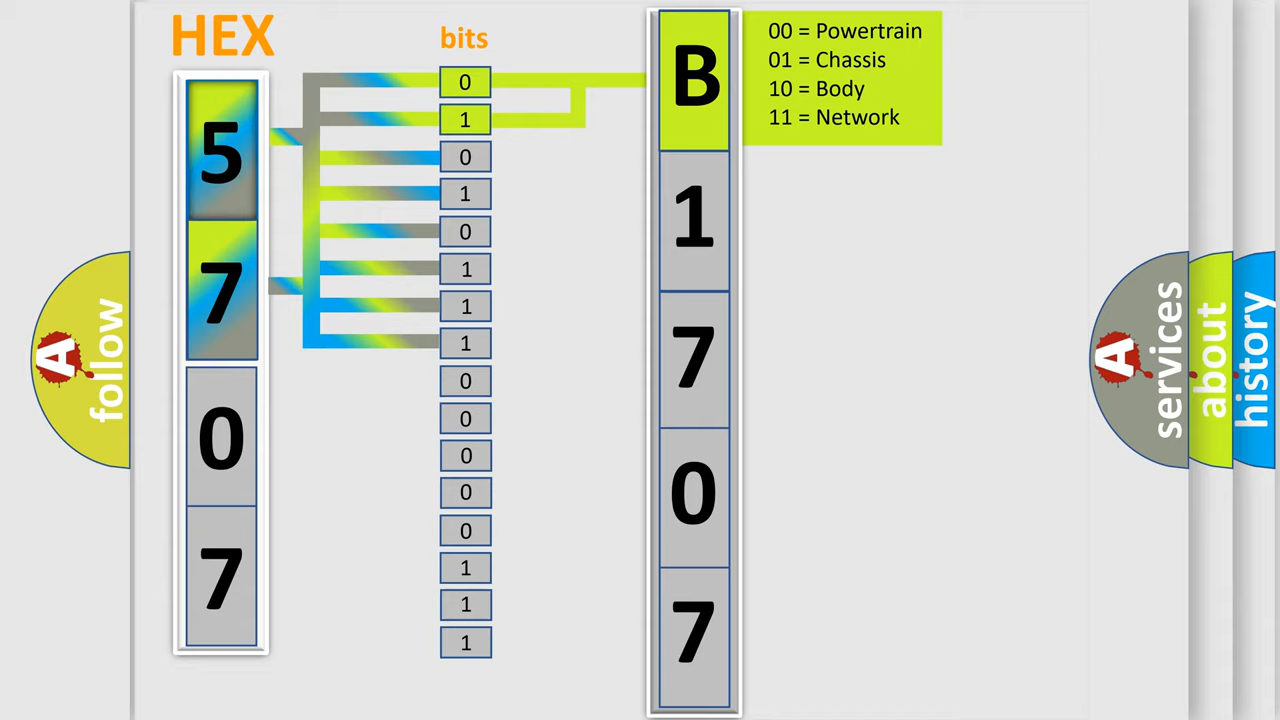 HEX
5
7
0
7
bits
0
1
0
1
0
1
1
1
0
0
0
0
0
1
1
1
B
1
7
0
7
00 = Powertrain
01 = Chassis
10 = Body
11 = Network
A follow
A services
about
history